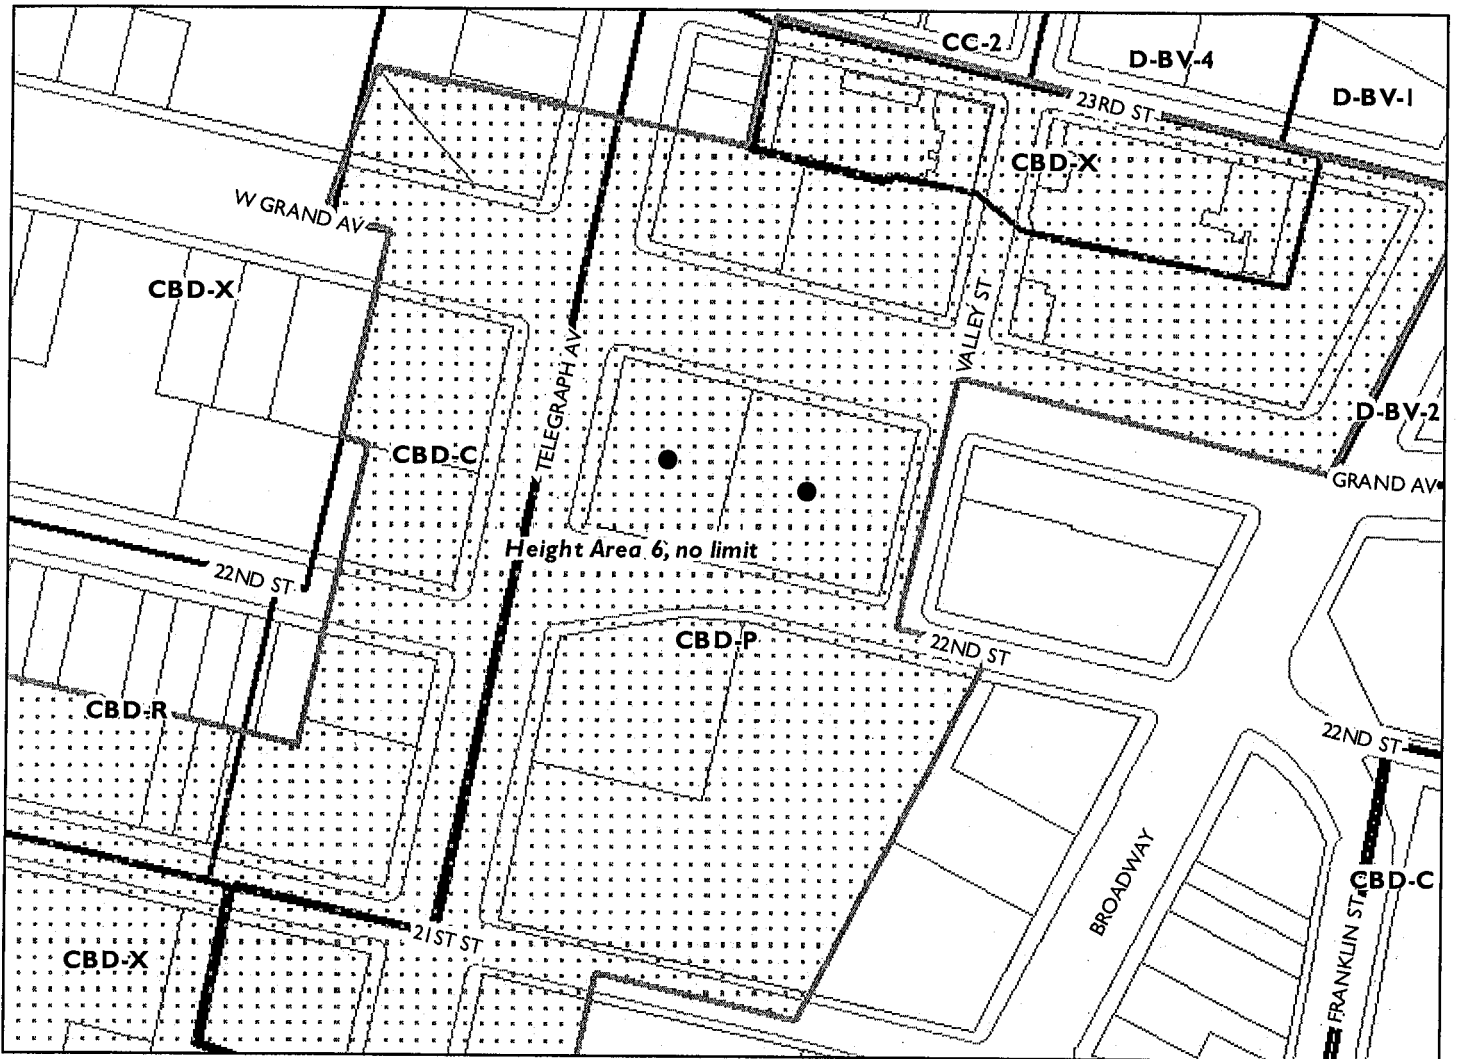 CC-2
D-BV-4
D-BV-1
23RD ST
CBD-X
W GRAND AV
CBD-X
VALLEY ST
TELEGRAPH AV
D-BV-2
CBD-C
GRAND AV
Height Area 6, no limit
22ND ST
CBD-P
22ND ST
CBD-R
22ND ST
BROADWAY
CBD-C
FRANKLIN ST
21ST ST
CBD-X